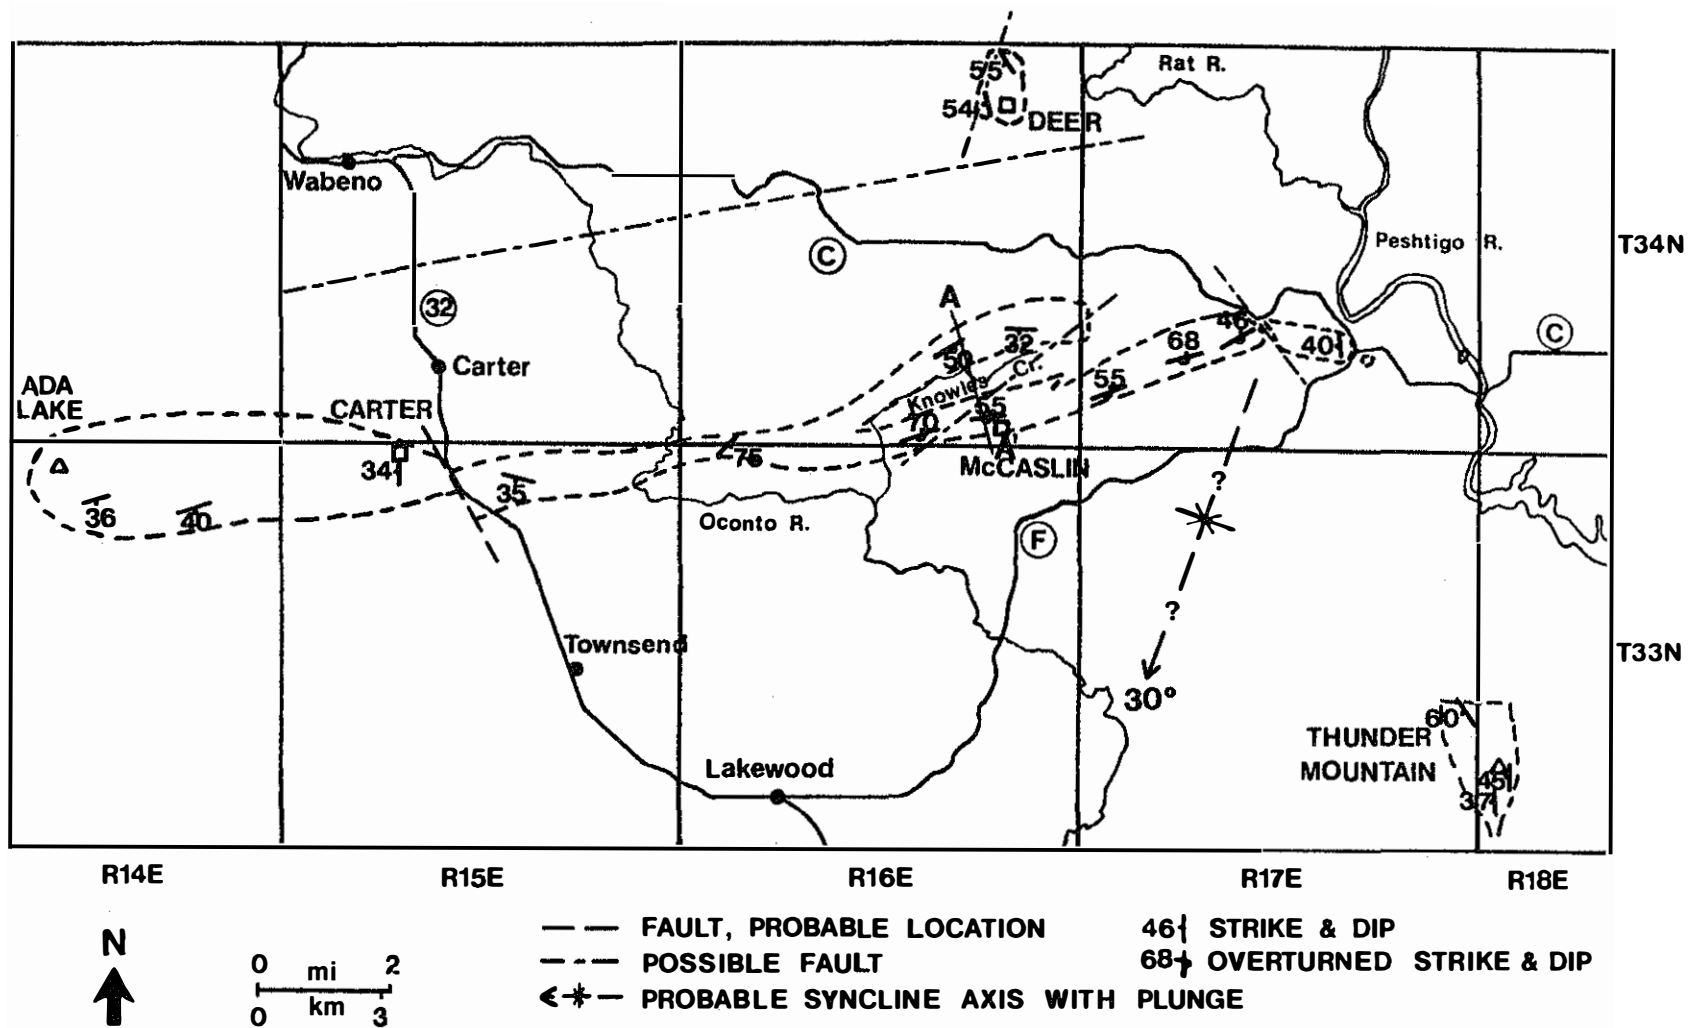 55
54
DEER
Rat R.
Wabeno
Peshtigo R.
T34N
C
A
32
46
68
40
C
50
32
Carter
ADA
LAKE
CARTER
Knowles Cr.
55
55
70
34
75
A'
McCASLIN
35
36
40
Oconto R.
F
?
?
Townsend
T33N
30°
60
THUNDER
MOUNTAIN
45
37
Lakewood
R14E
R15E
R16E
R17E
R18E
N
0 mi 2
0 km 3
FAULT, PROBABLE LOCATION
POSSIBLE FAULT
PROBABLE SYNCLINE AXIS WITH PLUNGE
46 STRIKE & DIP
68 OVERTURNED STRIKE & DIP